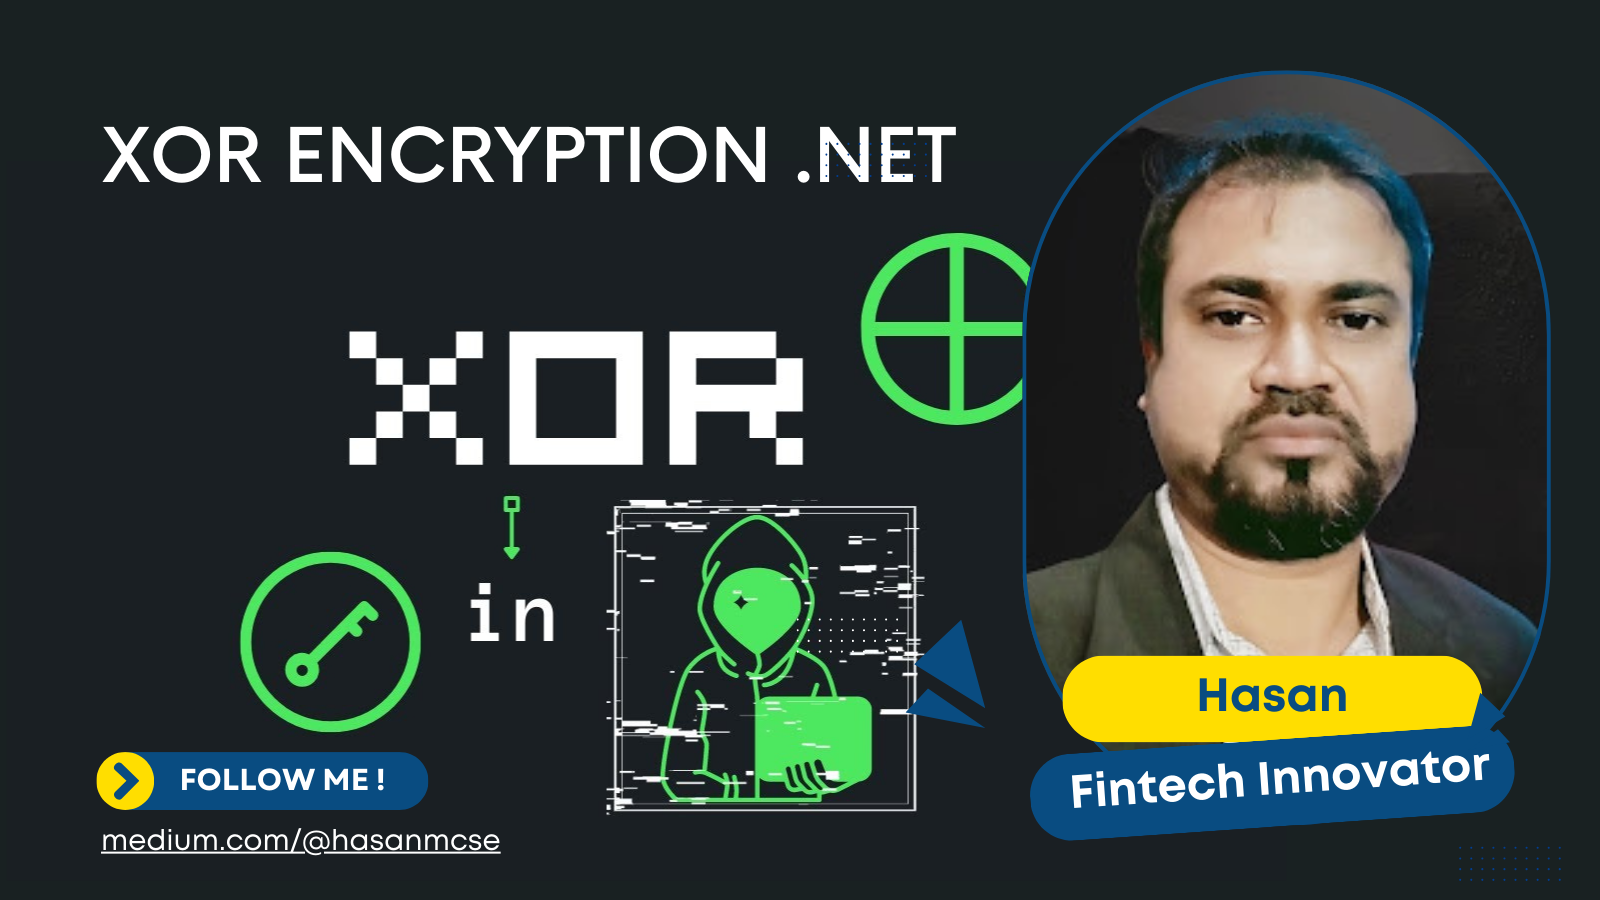 XOR ENCRYPTION .NET
XOR
in
FOLLOW ME !
medium.com/@hasanmcse
Hasan
Fintech Innovator